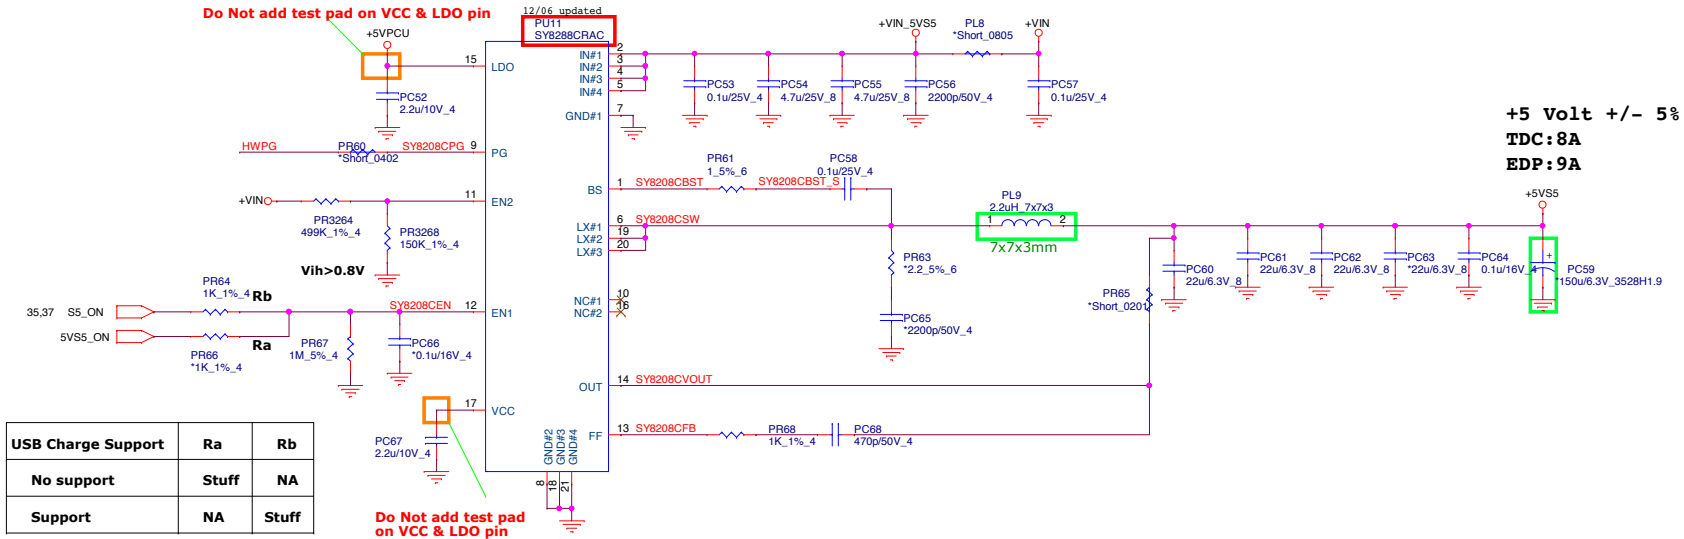 Do Not add test pad on VCC & LDO pin
12/06 updated
PU11
SY8288CRAC
+5VPCU
15
LDO
PC52
2.2u/10V_4
IN#1
IN#2
IN#3
IN#4
2
3
4
5
GND#1
7
+VIN_5VS5
PL8
*Short_0805
+VIN
PC53
0.1u/25V_4
PC54
4.7u/25V_8
PC55
4.7u/25V_8
PC56
2200p/50V_4
PC57
0.1u/25V_4
+5 Volt +/- 5%
TDC:8A
EDP:9A
HWPG
PR60
*Short_0402
SY8208CPG
9
PG
+VIN
PR3264
499K_1%_4
11
EN2
PR3268
150K_1%_4
Vih>0.8V
BS
1
SY8208CBST
PR61
1_5%_6
SY8208CBST_S
PC58
0.1u/25V_4
LX#1
LX#2
LX#3
6
19
20
SY8208CSW
PL9
2.2uH_7x7x3
1
2
7x7x3mm
+5VS5
PR63
*2.2_5%_6
PC65
*2200p/50V_4
PR65
*Short_0201
PC60
22u/6.3V_8
PC61
22u/6.3V_8
PC62
22u/6.3V_8
PC63
*22u/6.3V_8
PC64
0.1u/16V_4
+
PC59
*150u/6.3V_3528H1.9
NC#1
NC#2
10
16
35,37
S5_ON
5VS5_ON
PR64
1K_1%_4
Rb
PR66
*1K_1%_4
Ra
SY8208CEN
12
EN1
PR67
1M_5%_4
PC66
*0.1u/16V_4
OUT
14
SY8208CVOUT
17
VCC
PC67
2.2u/10V_4
FF
13
SY8208CFB
PR68
1K_1%_4
PC68
470p/50V_4
GND#2
GND#3
GND#4
8
18
21
Do Not add test pad
on VCC & LDO pin
USB Charge Support Ra Rb
No support Stuff NA
Support NA Stuff